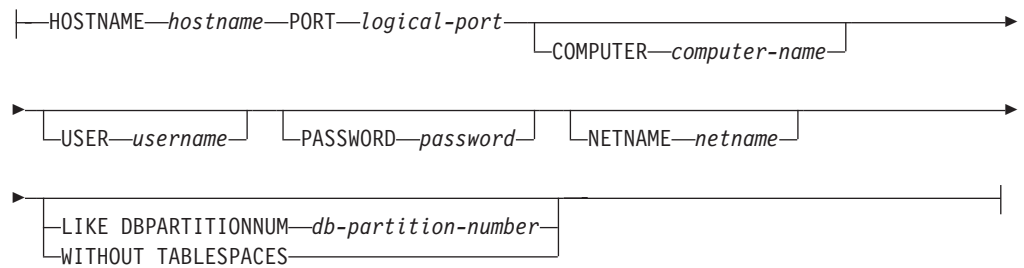 HOSTNAME hostname PORT logical-port
COMPUTER computer-name
USER username PASSWORD password NETNAME netname
LIKE DBPARTITIONNUM db-partition-number
WITHOUT TABLESPACES